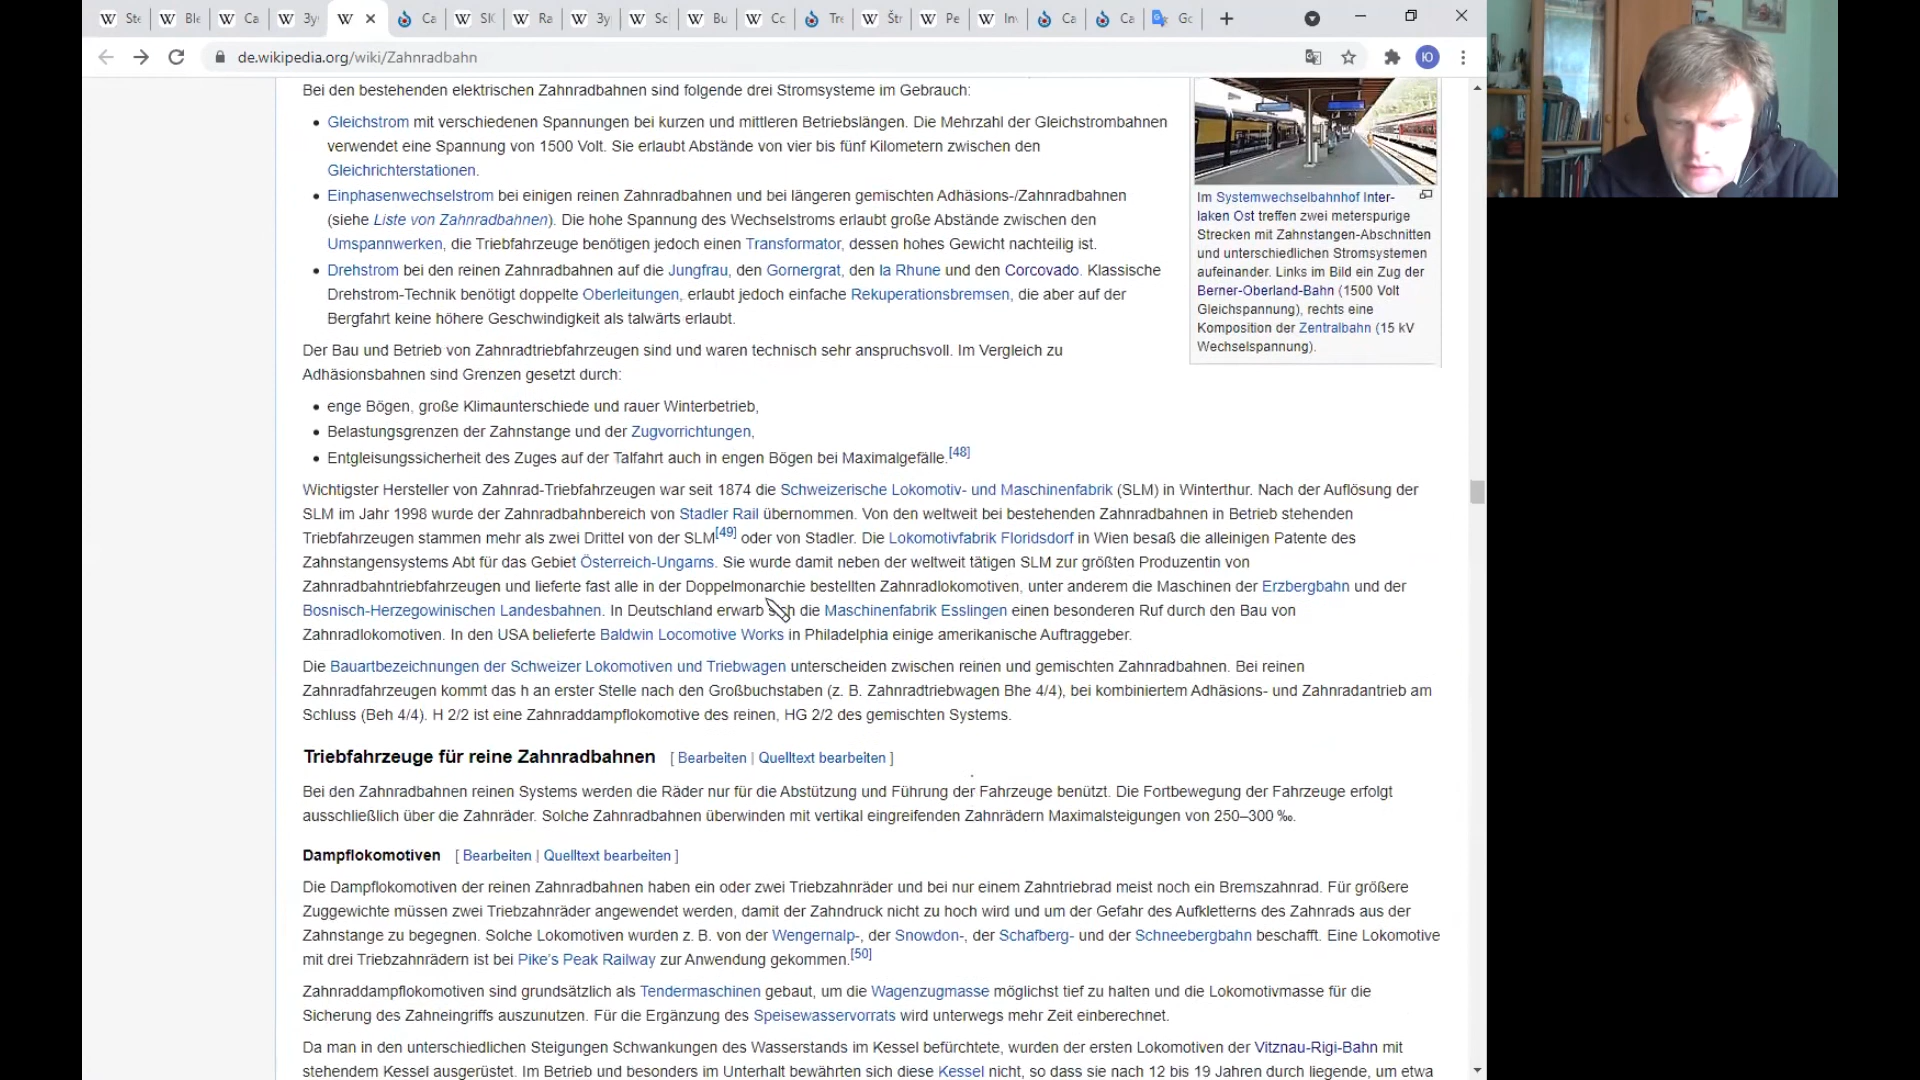 Ste
Ble
Ca
Зу
Ca
SIO
Ra
Зу
Sc
Bu
Cc
Tre
Štr
Pe
Im
Ca
Ca
Gc
de.wikipedia.org/wiki/Zahnradbahn
Ю
Bei den bestehenden elektrischen Zahnradbahnen sind folgende drei Stromsysteme im Gebrauch:
Gleichstrom mit verschiedenen Spannungen bei kurzen und mittleren Betriebslängen. Die Mehrzahl der Gleichstrombahnen
verwendet eine Spannung von 1500 Volt. Sie erlaubt Abstände von vier bis fünf Kilometern zwischen den
Gleichrichterstationen.
Einphasenwechselstrom bei einigen reinen Zahnradbahnen und bei längeren gemischten Adhäsions-/Zahnradbahnen
(siehe Liste von Zahnradbahnen). Die hohe Spannung des Wechselstroms erlaubt große Abstände zwischen den
Umspannwerken, die Triebfahrzeuge benötigen jedoch einen Transformator, dessen hohes Gewicht nachteilig ist.
Drehstrom bei den reinen Zahnradbahnen auf die Jungfrau, den Gornergrat, den la Rhune und den Corcovado. Klassische
Drehstrom-Technik benötigt doppelte Oberleitungen, erlaubt jedoch einfache Rekuperationsbremsen, die aber auf der
Bergfahrt keine höhere Geschwindigkeit als talwärts erlaubt.
Im Systemwechselbahnhof Inter-
laken Ost treffen zwei meterspurige
Strecken mit Zahnstangen-Abschnitten
und unterschiedlichen Stromsystemen
aufeinander. Links im Bild ein Zug der
Berner-Oberland-Bahn (1500 Volt
Gleichspannung), rechts eine
Komposition der Zentralbahn (15 kV
Wechselspannung).
Der Bau und Betrieb von Zahnradtriebfahrzeugen sind und waren technisch sehr anspruchsvoll. Im Vergleich zu
Adhäsionsbahnen sind Grenzen gesetzt durch:
enge Bögen, große Klimaunterschiede und rauer Winterbetrieb,
Belastungsgrenzen der Zahnstange und der Zugvorrichtungen,
Entgleisungssicherheit des Zuges auf der Talfahrt auch in engen Bögen bei Maximalgefälle.[48]
Wichtigster Hersteller von Zahnrad-Triebfahrzeugen war seit 1874 die Schweizerische Lokomotiv- und Maschinenfabrik (SLM) in Winterthur. Nach der Auflösung der
SLM im Jahr 1998 wurde der Zahnradbahnbereich von Stadler Rail übernommen. Von den weltweit bei bestehenden Zahnradbahnen in Betrieb stehenden
Triebfahrzeugen stammen mehr als zwei Drittel von der SLM[49] oder von Stadler. Die Lokomotivfabrik Floridsdorf in Wien besaß die alleinigen Patente des
Zahnstangensystems Abt für das Gebiet Österreich-Ungarns. Sie wurde damit neben der weltweit tätigen SLM zur größten Produzentin von
Zahnradbahntriebfahrzeugen und lieferte fast alle in der Doppelmonarchie bestellten Zahnradlokomotiven, unter anderem die Maschinen der Erzbergbahn und der
Bosnisch-Herzegowinischen Landesbahnen. In Deutschland erwarb sich die Maschinenfabrik Esslingen einen besonderen Ruf durch den Bau von
Zahnradlokomotiven. In den USA belieferte Baldwin Locomotive Works in Philadelphia einige amerikanische Auftraggeber.
Die Bauartbezeichnungen der Schweizer Lokomotiven und Triebwagen unterscheiden zwischen reinen und gemischten Zahnradbahnen. Bei reinen
Zahnradfahrzeugen kommt das h an erster Stelle nach den Großbuchstaben (z. B. Zahnradtriebwagen Bhe 4/4), bei kombiniertem Adhäsions- und Zahnradantrieb am
Schluss (Beh 4/4). H 2/2 ist eine Zahnraddampflokomotive des reinen, HG 2/2 des gemischten Systems.
Triebfahrzeuge für reine Zahnradbahnen [ Bearbeiten | Quelltext bearbeiten ]
Bei den Zahnradbahnen reinen Systems werden die Räder nur für die Abstützung und Führung der Fahrzeuge benützt. Die Fortbewegung der Fahrzeuge erfolgt
ausschließlich über die Zahnräder. Solche Zahnradbahnen überwinden mit vertikal eingreifenden Zahnrädern Maximalsteigungen von 250–300 ‰.
Dampflokomotiven [ Bearbeiten | Quelltext bearbeiten ]
Die Dampflokomotiven der reinen Zahnradbahnen haben ein oder zwei Triebzahnräder und bei nur einem Zahntriebrad meist noch ein Bremszahnrad. Für größere
Zuggewichte müssen zwei Triebzahnräder angewendet werden, damit der Zahndruck nicht zu hoch wird und um der Gefahr des Aufkletterns des Zahnrads aus der
Zahnstange zu begegnen. Solche Lokomotiven wurden z. B. von der Wengernalp-, der Snowdon-, der Schafberg- und der Schneebergbahn beschafft. Eine Lokomotive
mit drei Triebzahnrädern ist bei Pike's Peak Railway zur Anwendung gekommen.[50]
Zahnraddampflokomotiven sind grundsätzlich als Tendermaschinen gebaut, um die Wagenzugmasse möglichst tief zu halten und die Lokomotivmasse für die
Sicherung des Zahneingriffs auszunutzen. Für die Ergänzung des Speisewasservorrats wird unterwegs mehr Zeit einberechnet.
Da man in den unterschiedlichen Steigungen Schwankungen des Wasserstands im Kessel befürchtete, wurden der ersten Lokomotiven der Vitznau-Rigi-Bahn mit
stehendem Kessel ausgerüstet. Im Betrieb und besonders im Unterhalt bewährten sich diese Kessel nicht, so dass sie nach 12 bis 19 Jahren durch liegende, um etwa